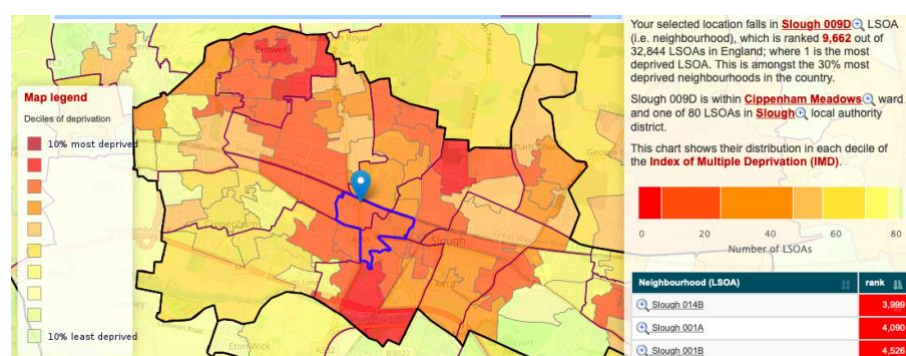 Your selected location falls in Slough 009D LSOA
(i.e. neighbourhood), which is ranked 9,662 out of
32,844 LSOAs in England; where 1 is the most
deprived LSOA. This is amongst the 30% most
deprived neighbourhoods in the country.
Slough 009D is within Cippenham Meadows ward
and one of 80 LSOAs in Slough local authority
district.
This chart shows their distribution in each decile of
the Index of Multiple Deprivation (IMD).
0 20 40 60 80
Number of LSOAs
Neighbourhood (LSOA) rank
Slough 014B 3,999
Slough 001A 4,090
Slough 001B 4,526
Map legend
Deciles of deprivation
10% most deprived
10% least deprived
Britwell
Cippenham
Slough
Eton Wick
B3022